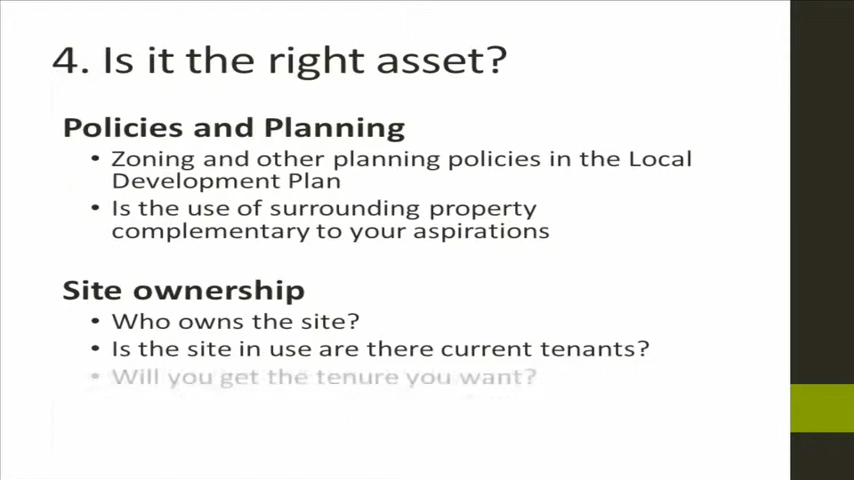 4. Is it the right asset?
Policies and Planning
• Zoning and other planning policies in the Local
Development Plan
• Is the use of surrounding property
complementary to your aspirations
Site ownership
• Who owns the site?
• Is the site in use are there current tenants?
• Will you get the tenure you want?